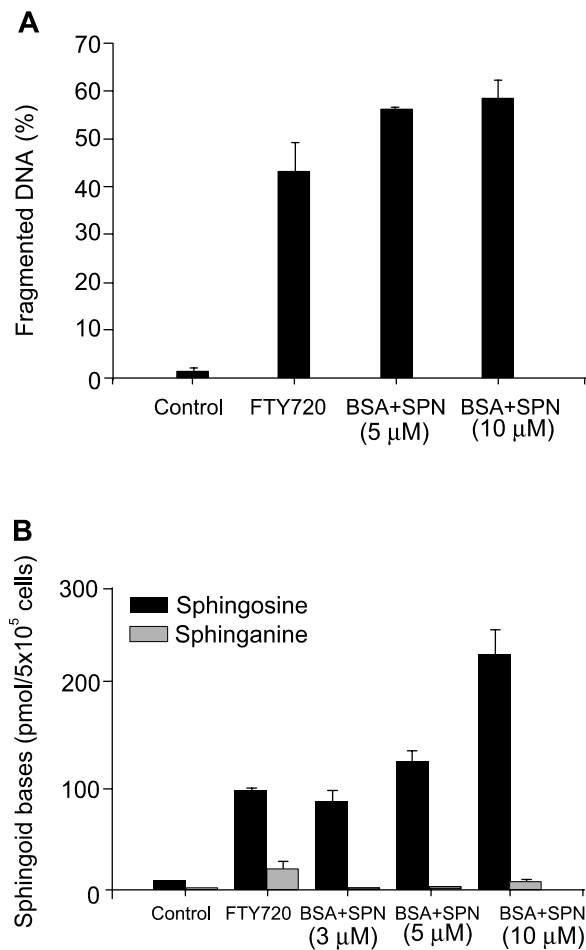 A
Fragmented DNA (%)
70
60
50
40
30
20
10
0
Control FTY720 BSA+SPN BSA+SPN
(5 μM) (10 μM)
B
Sphingoid bases (pmol/5x10⁵ cells)
300
200
100
0
Sphingosine
Sphinganine
Control FTY720 BSA+SPN BSA+SPN BSA+SPN
(3 μM) (5 μM) (10 μM)